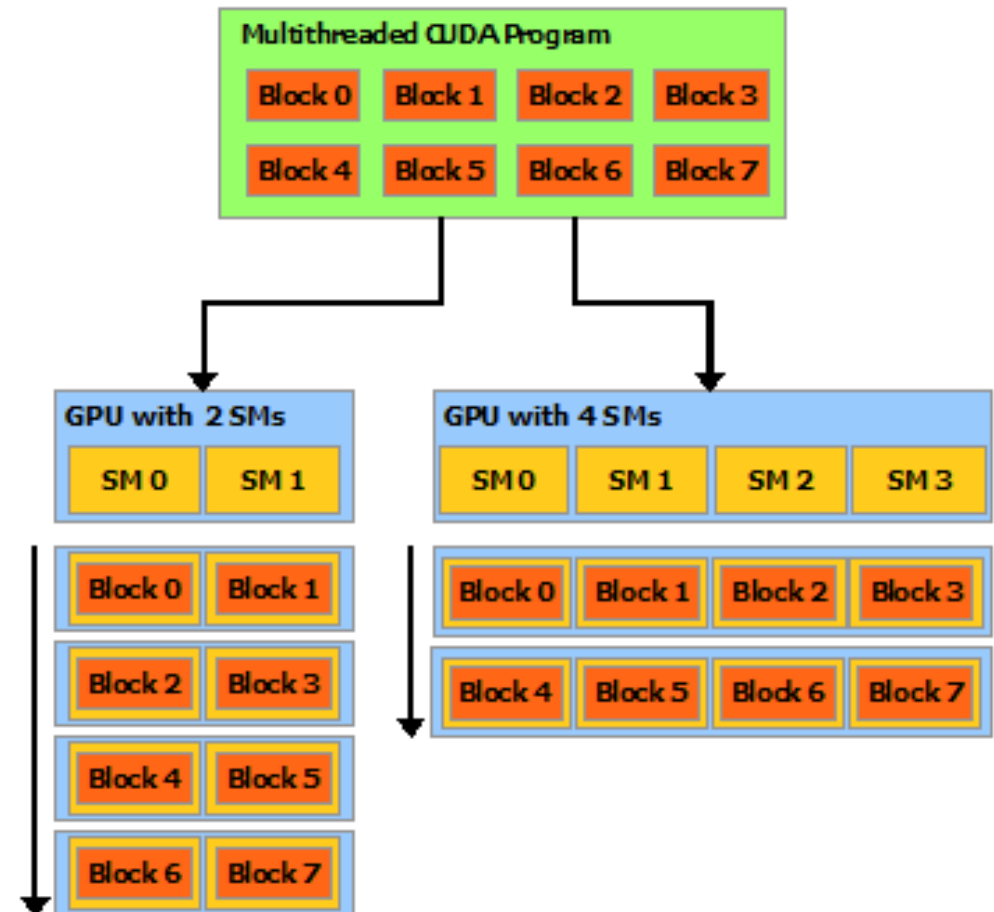 Multithreaded CUDA Program
Block 0 Block 1 Block 2 Block 3
Block 4 Block 5 Block 6 Block 7
GPU with 2 SMs
SM 0 SM 1
Block 0 Block 1
Block 2 Block 3
Block 4 Block 5
Block 6 Block 7
GPU with 4 SMs
SM 0 SM 1 SM 2 SM 3
Block 0 Block 1 Block 2 Block 3
Block 4 Block 5 Block 6 Block 7